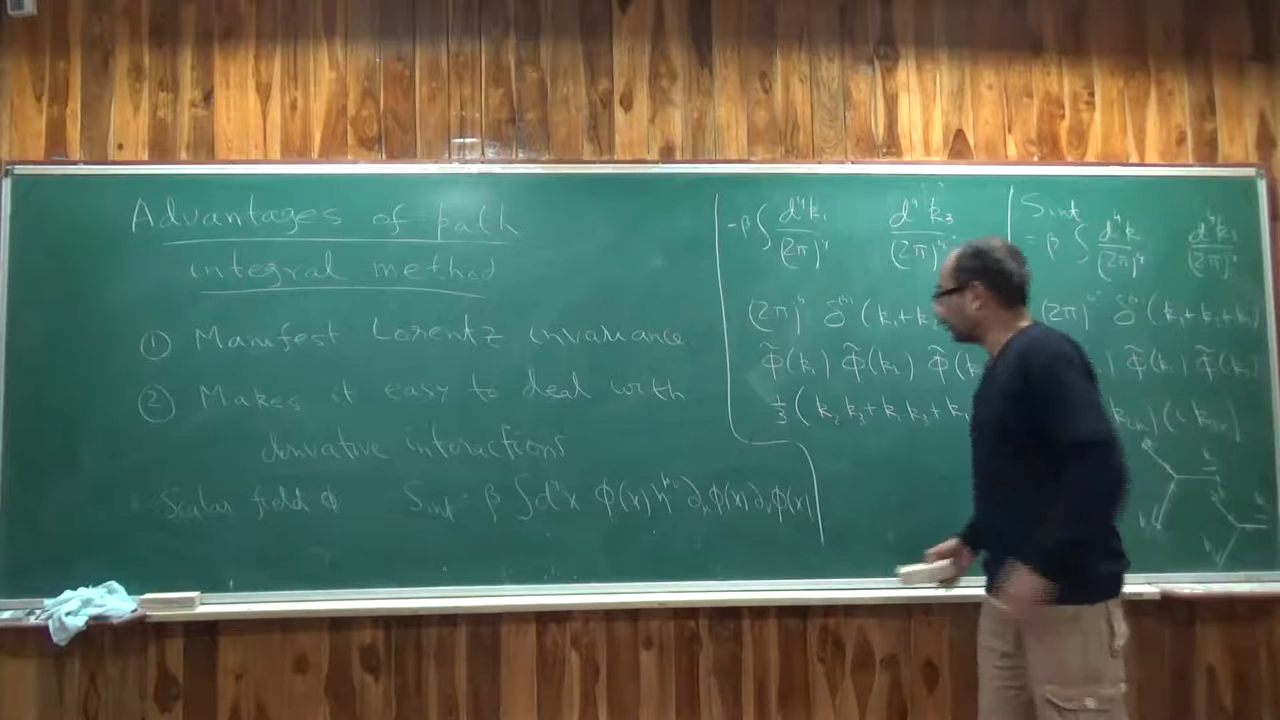 Advantages of path
integral method
① Manifest Lorentz invariance
② Makes it easy to deal with
derivative interactions
Scalar field ϕ S_int = β ∫d⁴x ϕ(x) η^μν ∂_μ ϕ(x) ∂_ν ϕ(x)
-β ∫ d⁴k₁/(2π)⁴ d⁴k₃/(2π)⁴
(2π)⁴ δ⁽⁴⁾ (k₁+k
ϕ̃(k₁) ϕ̃(k₂) ϕ̃(k
1/3 (k₂k₃+k₁k₃+k₁
S_int
= β ∫ d⁴k/(2π)⁴ d⁴k₃/(2π)⁴
(2π)⁴ δ⁽⁴⁾ (k₁+k₂+k₃)
) ϕ̃(k₂) ϕ̃(k₃)